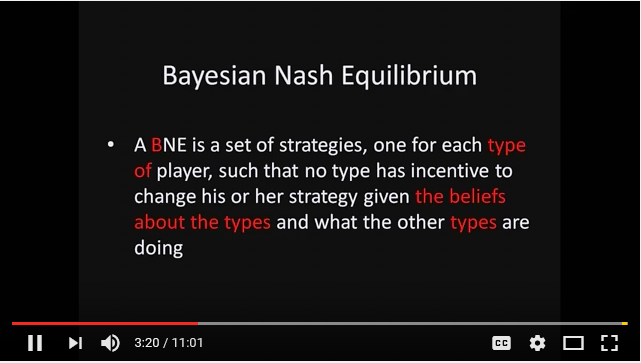 Bayesian Nash Equilibrium
• A BNE is a set of strategies, one for each type
of player, such that no type has incentive to
change his or her strategy given the beliefs
about the types and what the other types are
doing
3:20 / 11:01
CC